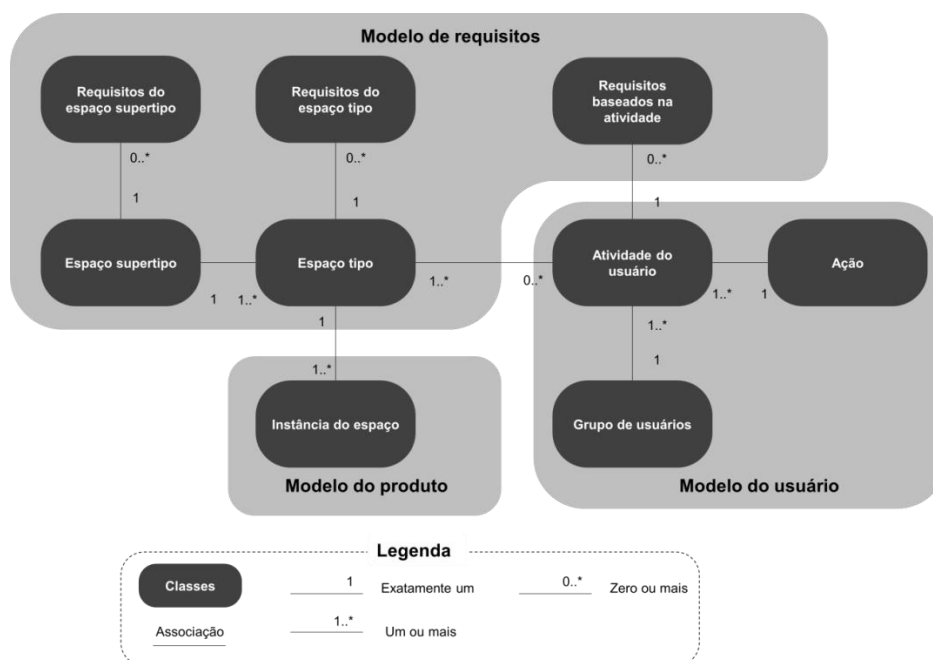 Modelo de requisitos
Requisitos do
espaço supertipo
Requisitos do
espaço tipo
Requisitos
baseados na
atividade
0..*
0..*
0..*
1
1
1
Espaço supertipo
Espaço tipo
Atividade do
usuário
Ação
1
1..*
1..*
0..*
1..*
1
1
1..*
1..*
1
Instância do espaço
Grupo de usuários
Modelo do produto
Modelo do usuário
Legenda
Classes
1
Exatamente um
0..*
Zero ou mais
Associação
1..*
Um ou mais